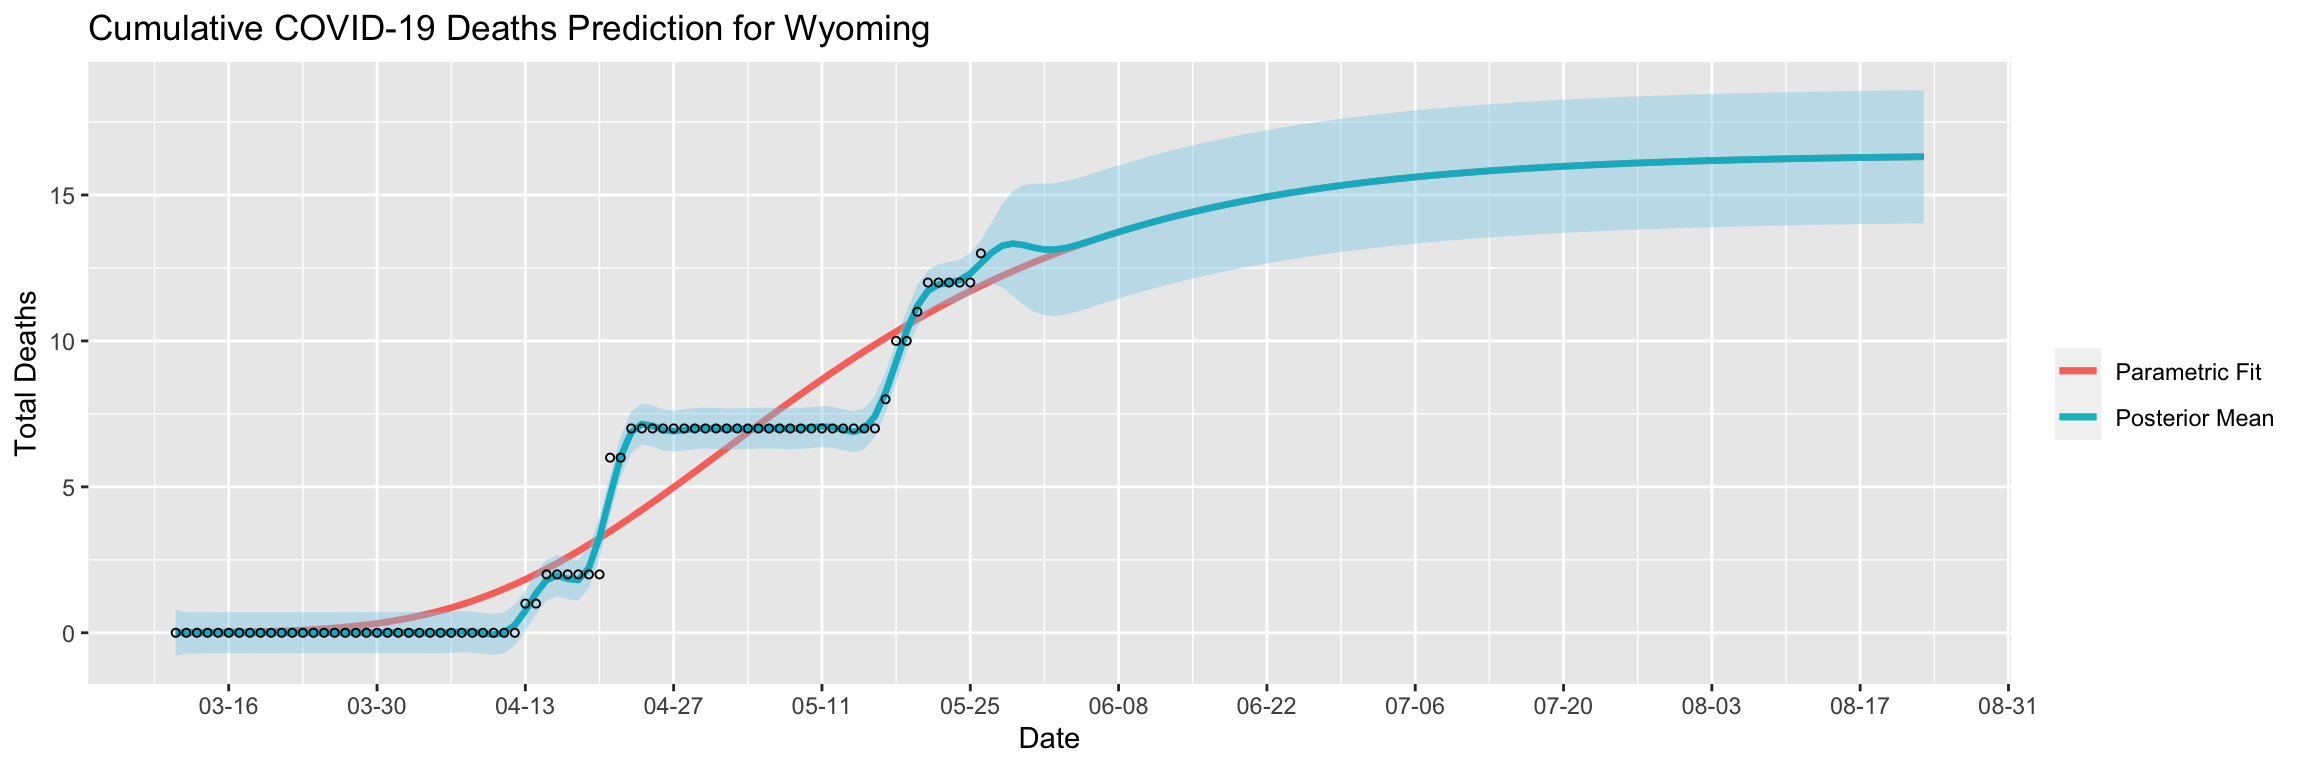 Cumulative COVID-19 Deaths Prediction for Wyoming
Total Deaths
15
10
5
0
03-16 03-30 04-13 04-27 05-11 05-25 06-08 06-22 07-06 07-20 08-03 08-17 08-31
Date
Parametric Fit
Posterior Mean